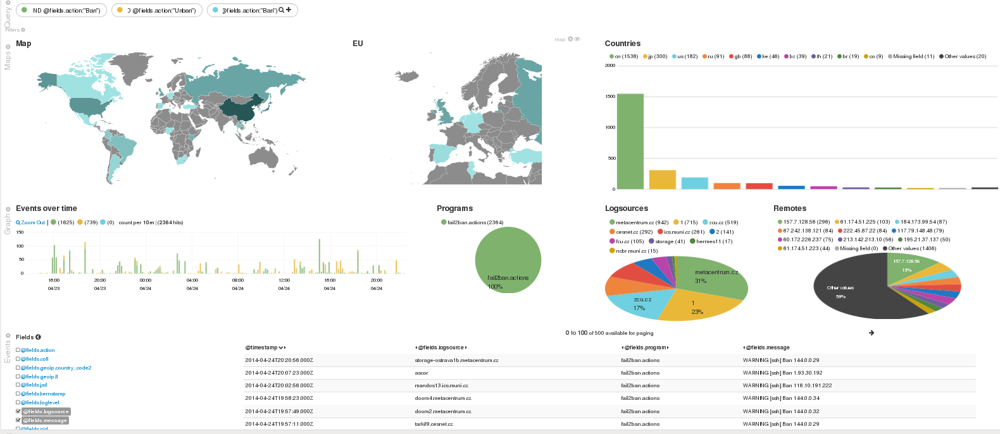 Query
ND @fields.action:"Ban")
@fields.action:"Unban")
@fields.action:"Ban")
Filters
Maps
Map
EU
map
Countries
cn (1538) jp (300) us (182) ru (91) gb (88) ke (46) bz (39) th (21) br (19) co (9) Missing field (11) Other values (20)
2000
1500
1000
500
0
Graph
Events over time
Zoom Out | (1625) (739) (0) count per 10m | (2364 hits)
150
100
50
0
16:00 20:00 00:00 04:00 08:00 12:00 16:00 20:00
04/23 04/23 04/24 04/24 04/24 04/24 04/24 04/24
Programs
fail2ban.actions (2364)
fail2ban.actions
100%
Logsources
metacentrum.cz (942) 1 (715) zcu.cz (519)
cesnet.cz (292) ics.muni.cz (261) 2 (141)
fzu.cz (105) storage (41) hermes11 (17)
ncbr.muni.cz (15)
metacentrum.cz
31%
zcu.cz
17%
1
23%
Remotes
157.7.128.56 (296) 61.174.51.225 (103) 184.173.99.54 (87)
67.242.138.121 (84) 222.45.87.22 (84) 117.79.148.48 (79)
60.172.226.237 (75) 213.142.213.10 (56) 195.21.37.137 (50)
61.174.51.223 (44) Missing field (0) Other values (1406)
157.7.128.56
13%
Other values
59%
Events
Fields
@fields.action
@fields.coll
@fields.geoip.country_code2
@fields.geoip.ll
@fields.jail
@fields.kernstamp
@fields.loglevel
@fields.logsource
@fields.message
@fields.pid
0 to 100 of 500 available for paging
@timestamp @fields.logsource @fields.program @fields.message
2014-04-24T20:20:56.000Z storage-ostrava1b.metacentrum.cz fail2ban.actions WARNING [ssh] Ban 144.0.0.29
2014-04-24T20:07:23.000Z ascor fail2ban.actions WARNING [ssh] Ban 1.93.30.192
2014-04-24T20:02:56.000Z mandos13.ics.muni.cz fail2ban.actions WARNING [ssh] Ban 116.10.191.222
2014-04-24T19:58:23.000Z doom4.metacentrum.cz fail2ban.actions WARNING [ssh] Ban 144.0.0.34
2014-04-24T19:57:49.000Z doom2.metacentrum.cz fail2ban.actions WARNING [ssh] Ban 144.0.0.32
2014-04-24T19:57:11.000Z tarkil9.cesnet.cz fail2ban.actions WARNING [ssh] Ban 144.0.0.29